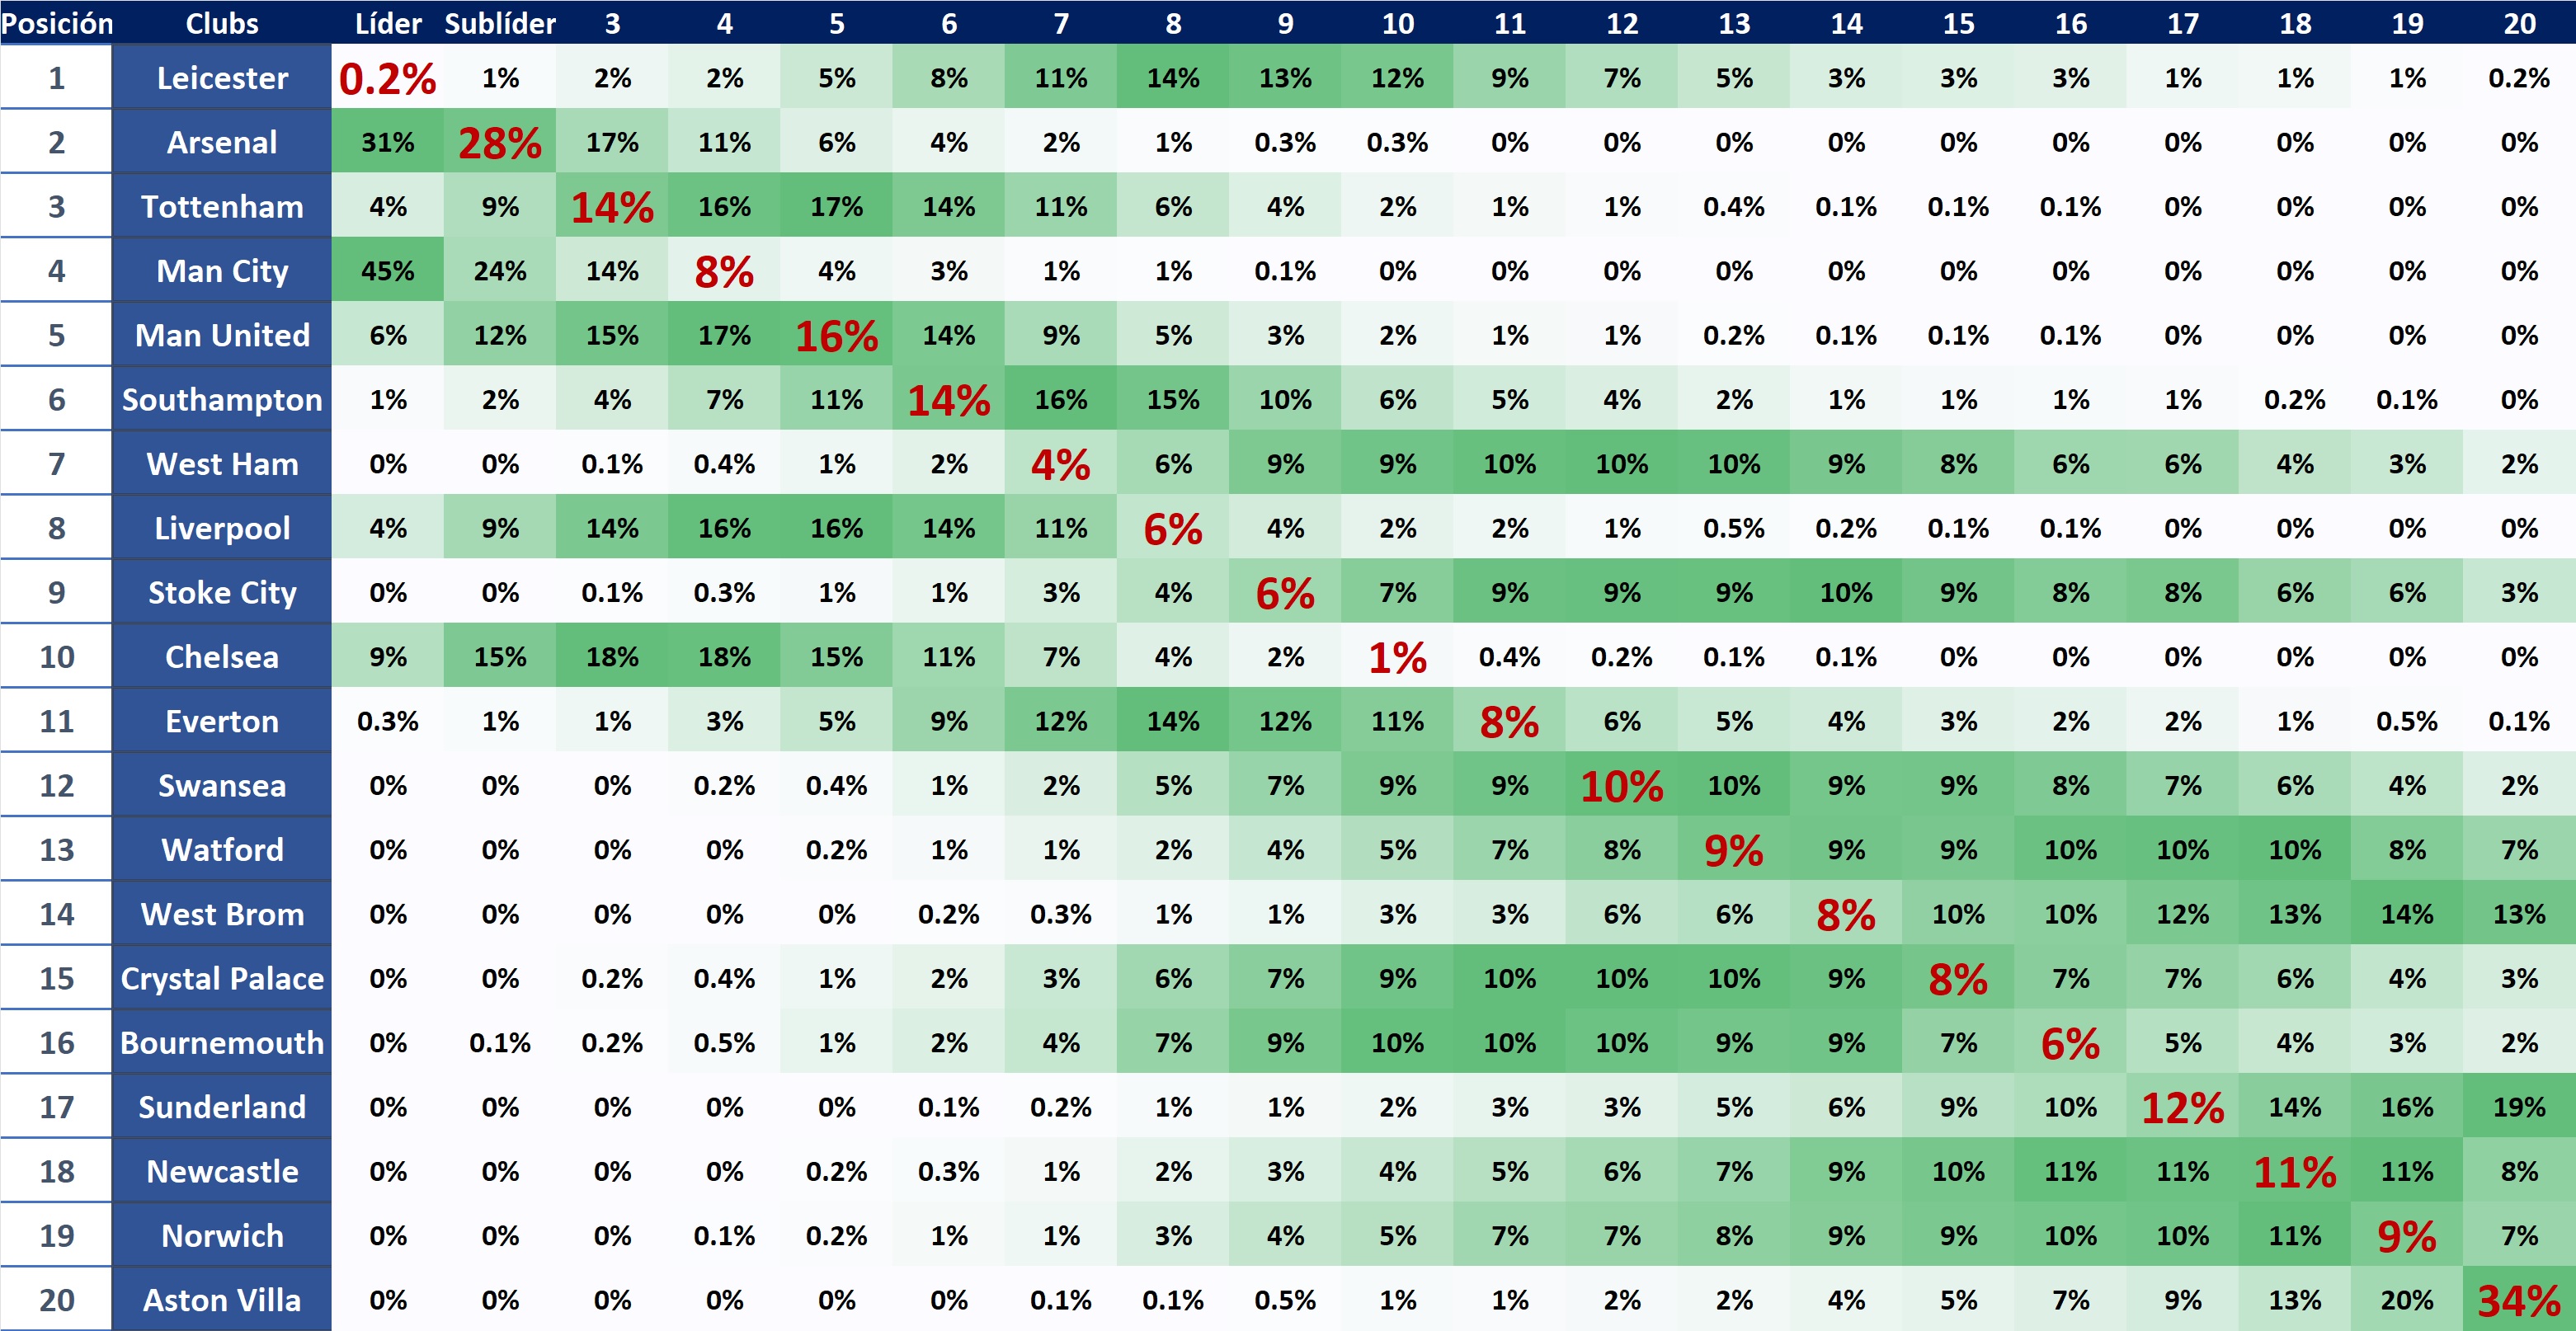 Posición Clubs Líder Sublíder 3 4 5 6 7 8 9 10 11 12 13 14 15 16 17 18 19 20
1 Leicester 0.2% 1% 2% 2% 5% 8% 11% 14% 13% 12% 9% 7% 5% 3% 3% 3% 1% 1% 1% 0.2%
2 Arsenal 31% 28% 17% 11% 6% 4% 2% 1% 0.3% 0.3% 0% 0% 0% 0% 0% 0% 0% 0% 0% 0%
3 Tottenham 4% 9% 14% 16% 17% 14% 11% 6% 4% 2% 1% 1% 0.4% 0.1% 0.1% 0.1% 0% 0% 0% 0%
4 Man City 45% 24% 14% 8% 4% 3% 1% 1% 0.1% 0% 0% 0% 0% 0% 0% 0% 0% 0% 0% 0%
5 Man United 6% 12% 15% 17% 16% 14% 9% 5% 3% 2% 1% 1% 0.2% 0.1% 0.1% 0.1% 0% 0% 0% 0%
6 Southampton 1% 2% 4% 7% 11% 14% 16% 15% 10% 6% 5% 4% 2% 1% 1% 1% 1% 0.2% 0.1% 0%
7 West Ham 0% 0% 0.1% 0.4% 1% 2% 4% 6% 9% 9% 10% 10% 10% 9% 8% 6% 6% 4% 3% 2%
8 Liverpool 4% 9% 14% 16% 16% 14% 11% 6% 4% 2% 2% 1% 0.5% 0.2% 0.1% 0.1% 0% 0% 0% 0%
9 Stoke City 0% 0% 0.1% 0.3% 1% 1% 3% 4% 6% 7% 9% 9% 9% 10% 9% 8% 8% 6% 6% 3%
10 Chelsea 9% 15% 18% 18% 15% 11% 7% 4% 2% 1% 0.4% 0.2% 0.1% 0.1% 0% 0% 0% 0% 0% 0%
11 Everton 0.3% 1% 1% 3% 5% 9% 12% 14% 12% 11% 8% 6% 5% 4% 3% 2% 2% 1% 0.5% 0.1%
12 Swansea 0% 0% 0% 0.2% 0.4% 1% 2% 5% 7% 9% 9% 10% 10% 9% 9% 8% 7% 6% 4% 2%
13 Watford 0% 0% 0% 0% 0.2% 1% 1% 2% 4% 5% 7% 8% 9% 9% 9% 10% 10% 10% 8% 7%
14 West Brom 0% 0% 0% 0% 0% 0.2% 0.3% 1% 1% 3% 3% 6% 6% 8% 10% 10% 12% 13% 14% 13%
15 Crystal Palace 0% 0% 0.2% 0.4% 1% 2% 3% 6% 7% 9% 10% 10% 10% 9% 8% 7% 7% 6% 4% 3%
16 Bournemouth 0% 0.1% 0.2% 0.5% 1% 2% 4% 7% 9% 10% 10% 10% 9% 9% 7% 6% 5% 4% 3% 2%
17 Sunderland 0% 0% 0% 0% 0% 0.1% 0.2% 1% 1% 2% 3% 3% 5% 6% 9% 10% 12% 14% 16% 19%
18 Newcastle 0% 0% 0% 0% 0.2% 0.3% 1% 2% 3% 4% 5% 6% 7% 9% 10% 11% 11% 11% 11% 8%
19 Norwich 0% 0% 0% 0.1% 0.2% 1% 1% 3% 4% 5% 7% 7% 8% 9% 9% 10% 10% 11% 9% 7%
20 Aston Villa 0% 0% 0% 0% 0% 0% 0.1% 0.1% 0.5% 1% 1% 2% 2% 4% 5% 7% 9% 13% 20% 34%